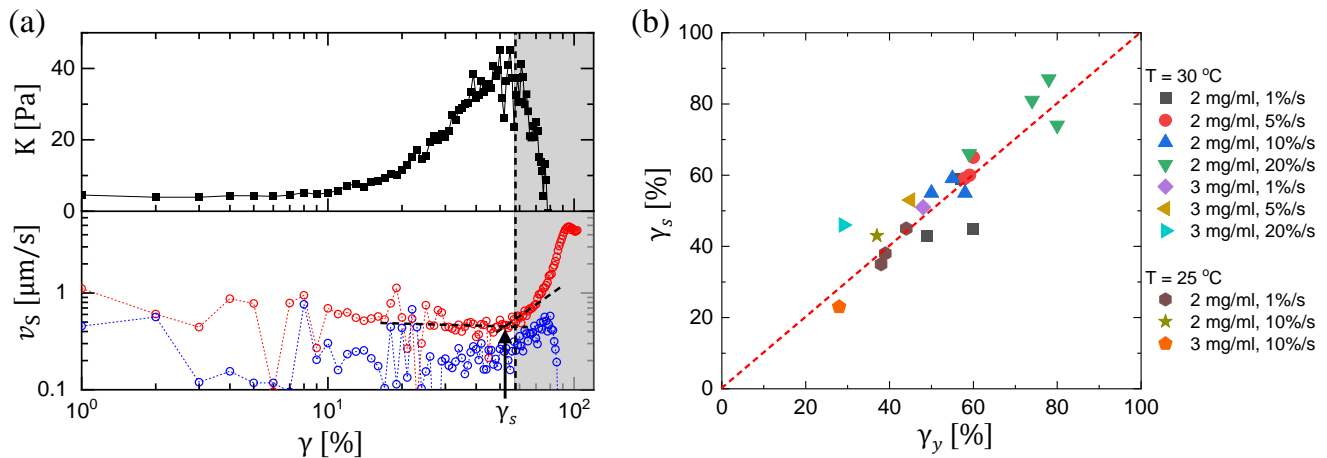 (a)
K [Pa]
40
20
0
v_S [μm/s]
1
0.1
10⁰
10¹
10²
γ_s
γ [%]
(b)
γ_s [%]
100
80
60
40
20
0
0
20
40
60
80
100
γ_y [%]
T = 30 °C
2 mg/ml, 1%/s
2 mg/ml, 5%/s
2 mg/ml, 10%/s
2 mg/ml, 20%/s
3 mg/ml, 1%/s
3 mg/ml, 5%/s
3 mg/ml, 20%/s
T = 25 °C
2 mg/ml, 1%/s
2 mg/ml, 10%/s
3 mg/ml, 10%/s